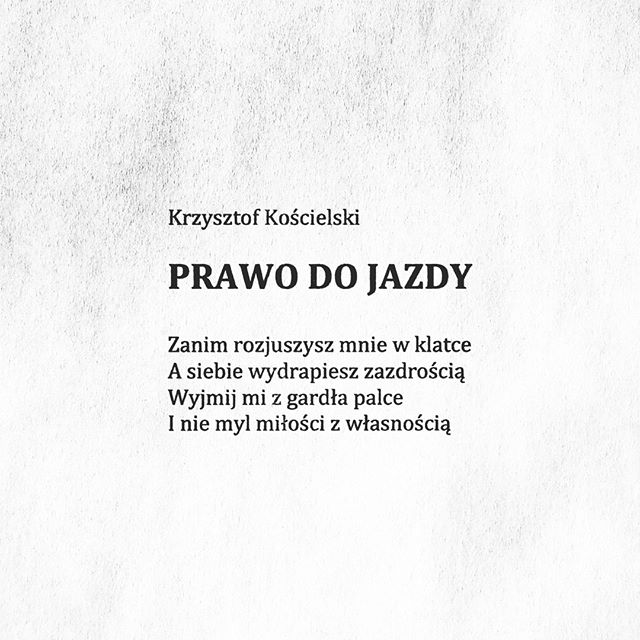 Krzysztof Kościelski
PRAWO DO JAZDY
Zanim rozjuszysz mnie w klatce
A siebie wydrapiesz zazdrością
Wyjmij mi z gardła palce
I nie myl miłości z własnością